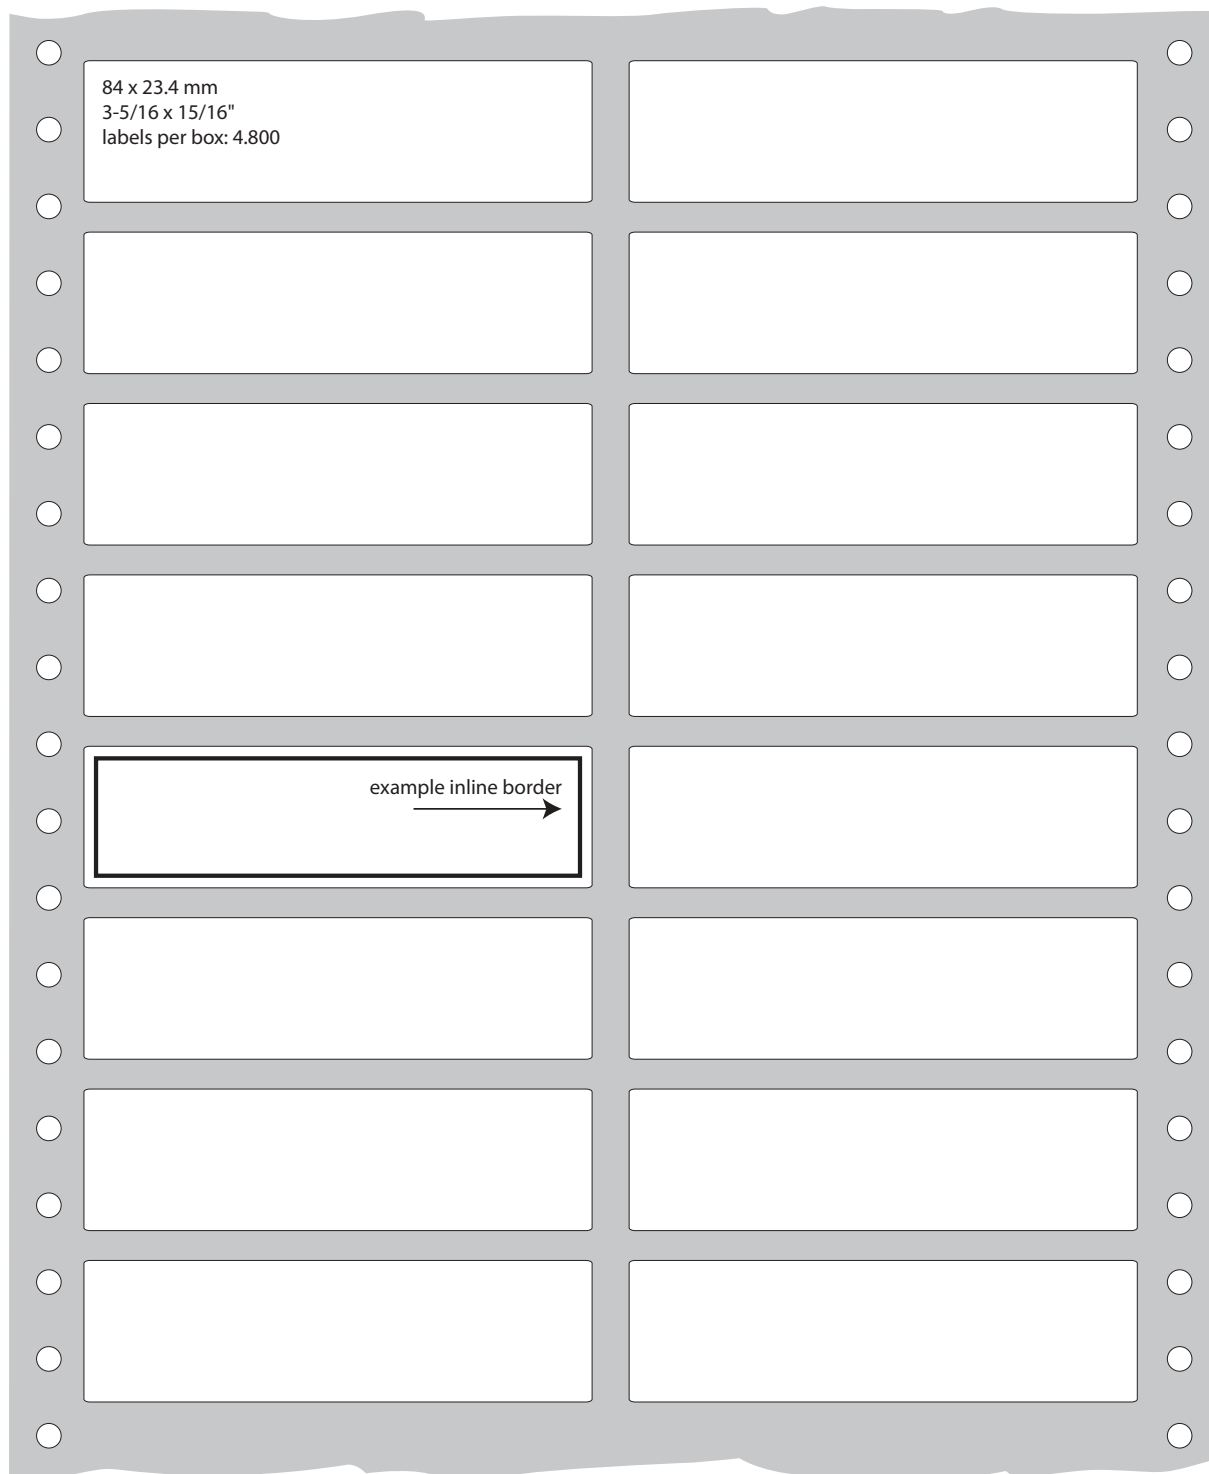 84 x 23.4 mm
3-5/16 x 15/16"
labels per box: 4.800
example inline border